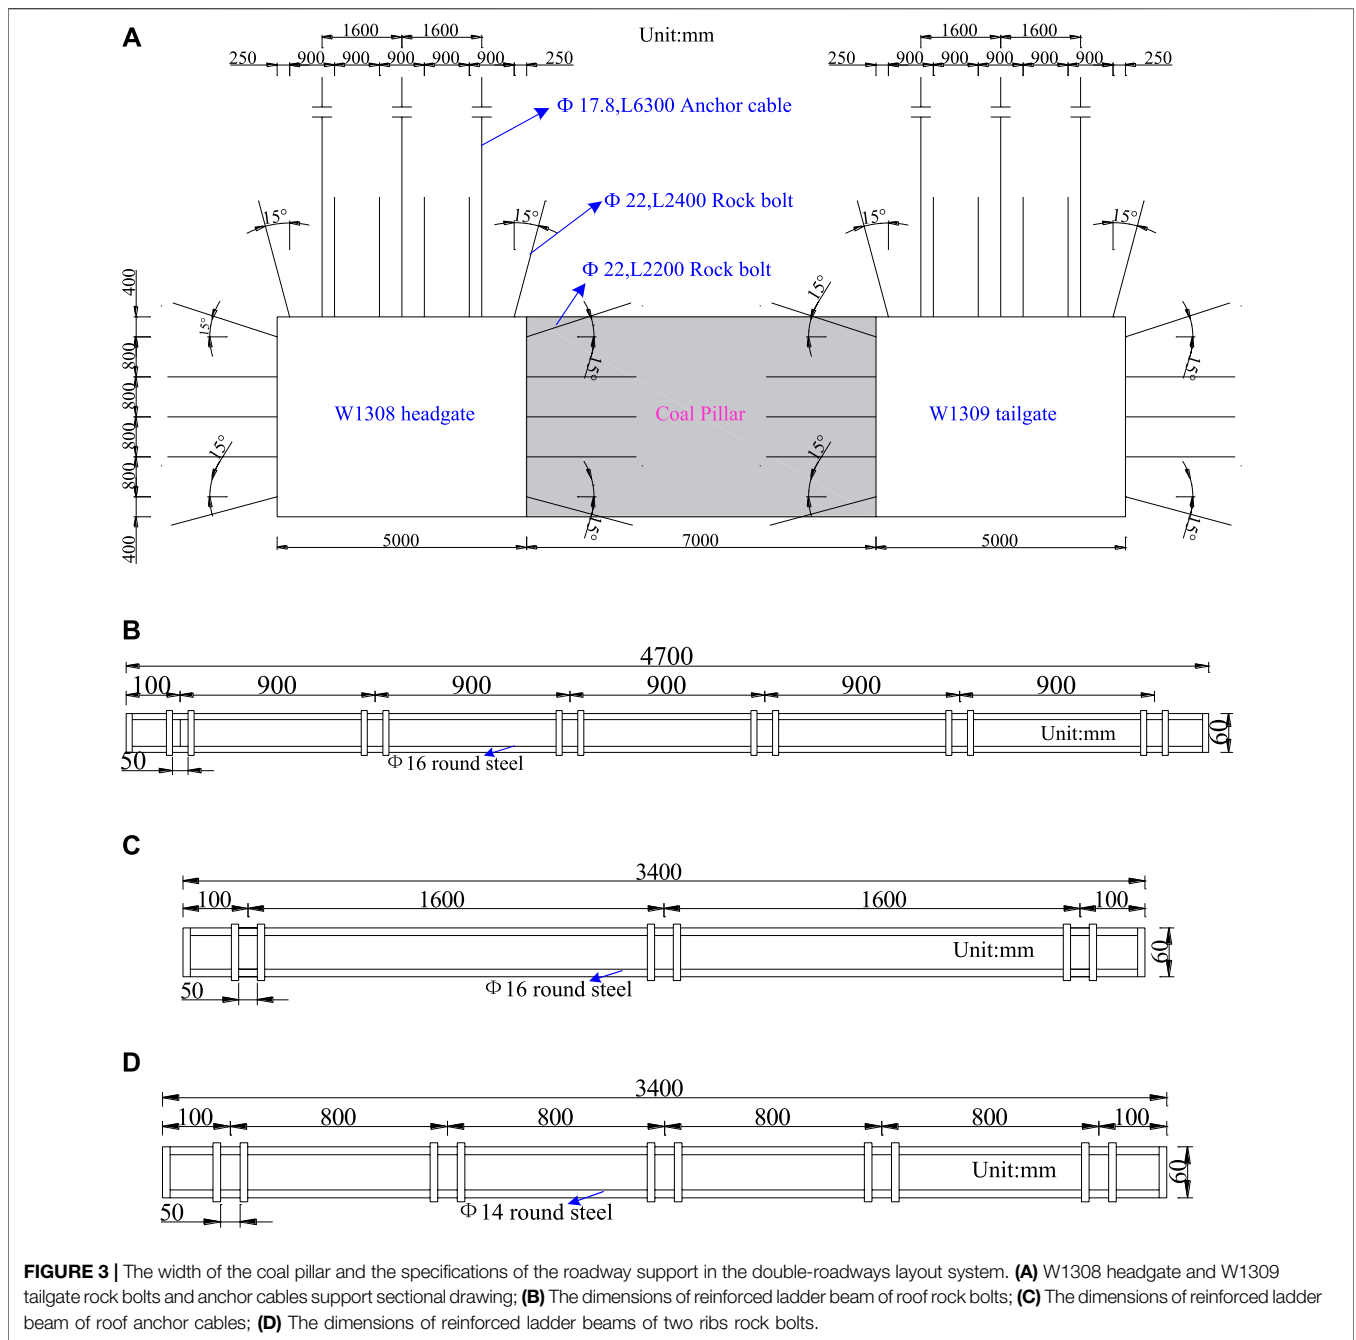 A
1600 1600
Unit:mm
1600 1600
250 900 900 900 900 900 250
250 900 900 900 900 900 250
Φ 17.8,L6300 Anchor cable
Φ 22,L2400 Rock bolt
15° 15° 15° 15°
Φ 22,L2200 Rock bolt
400
15° 15°
800
15° 15°
800
W1308 headgate
Coal Pillar
W1309 tailgate
800
15° 15°
800
15° 15°
400
5000 7000 5000
B
4700
100 900 900 900 900 900
Unit:mm
60
50
Φ 16 round steel
C
3400
100 1600 1600 100
Unit:mm
60
50
Φ 16 round steel
D
3400
100 800 800 800 800 100
Unit:mm
60
50
Φ 14 round steel
FIGURE 3 | The width of the coal pillar and the specifications of the roadway support in the double-roadways layout system. (A) W1308 headgate and W1309
tailgate rock bolts and anchor cables support sectional drawing; (B) The dimensions of reinforced ladder beam of roof rock bolts; (C) The dimensions of reinforced ladder
beam of roof anchor cables; (D) The dimensions of reinforced ladder beams of two ribs rock bolts.